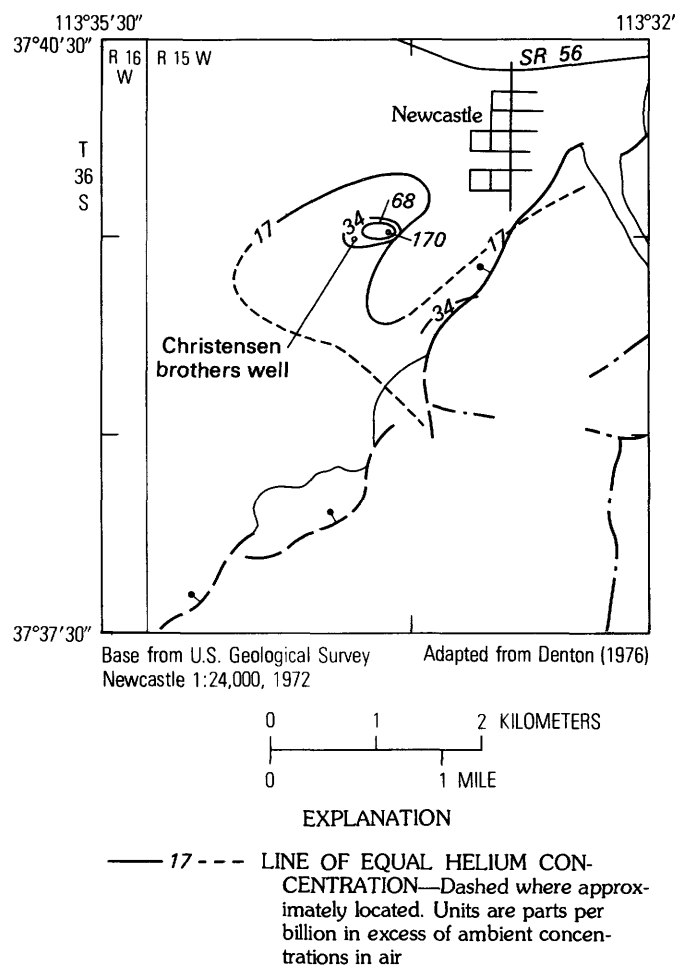 113°35'30" 113°32'
37°40'30"
R 16 R 15 W
W
SR 56
Newcastle
T
36
S
68
34
17
170
17
34
Christensen
brothers well
37°37'30"
Base from U.S. Geological Survey Adapted from Denton (1976)
Newcastle 1:24,000, 1972
0 1 2 KILOMETERS
0 1 MILE
EXPLANATION
17 LINE OF EQUAL HELIUM CON-
CENTRATION—Dashed where approx-
imately located. Units are parts per
billion in excess of ambient concen-
trations in air